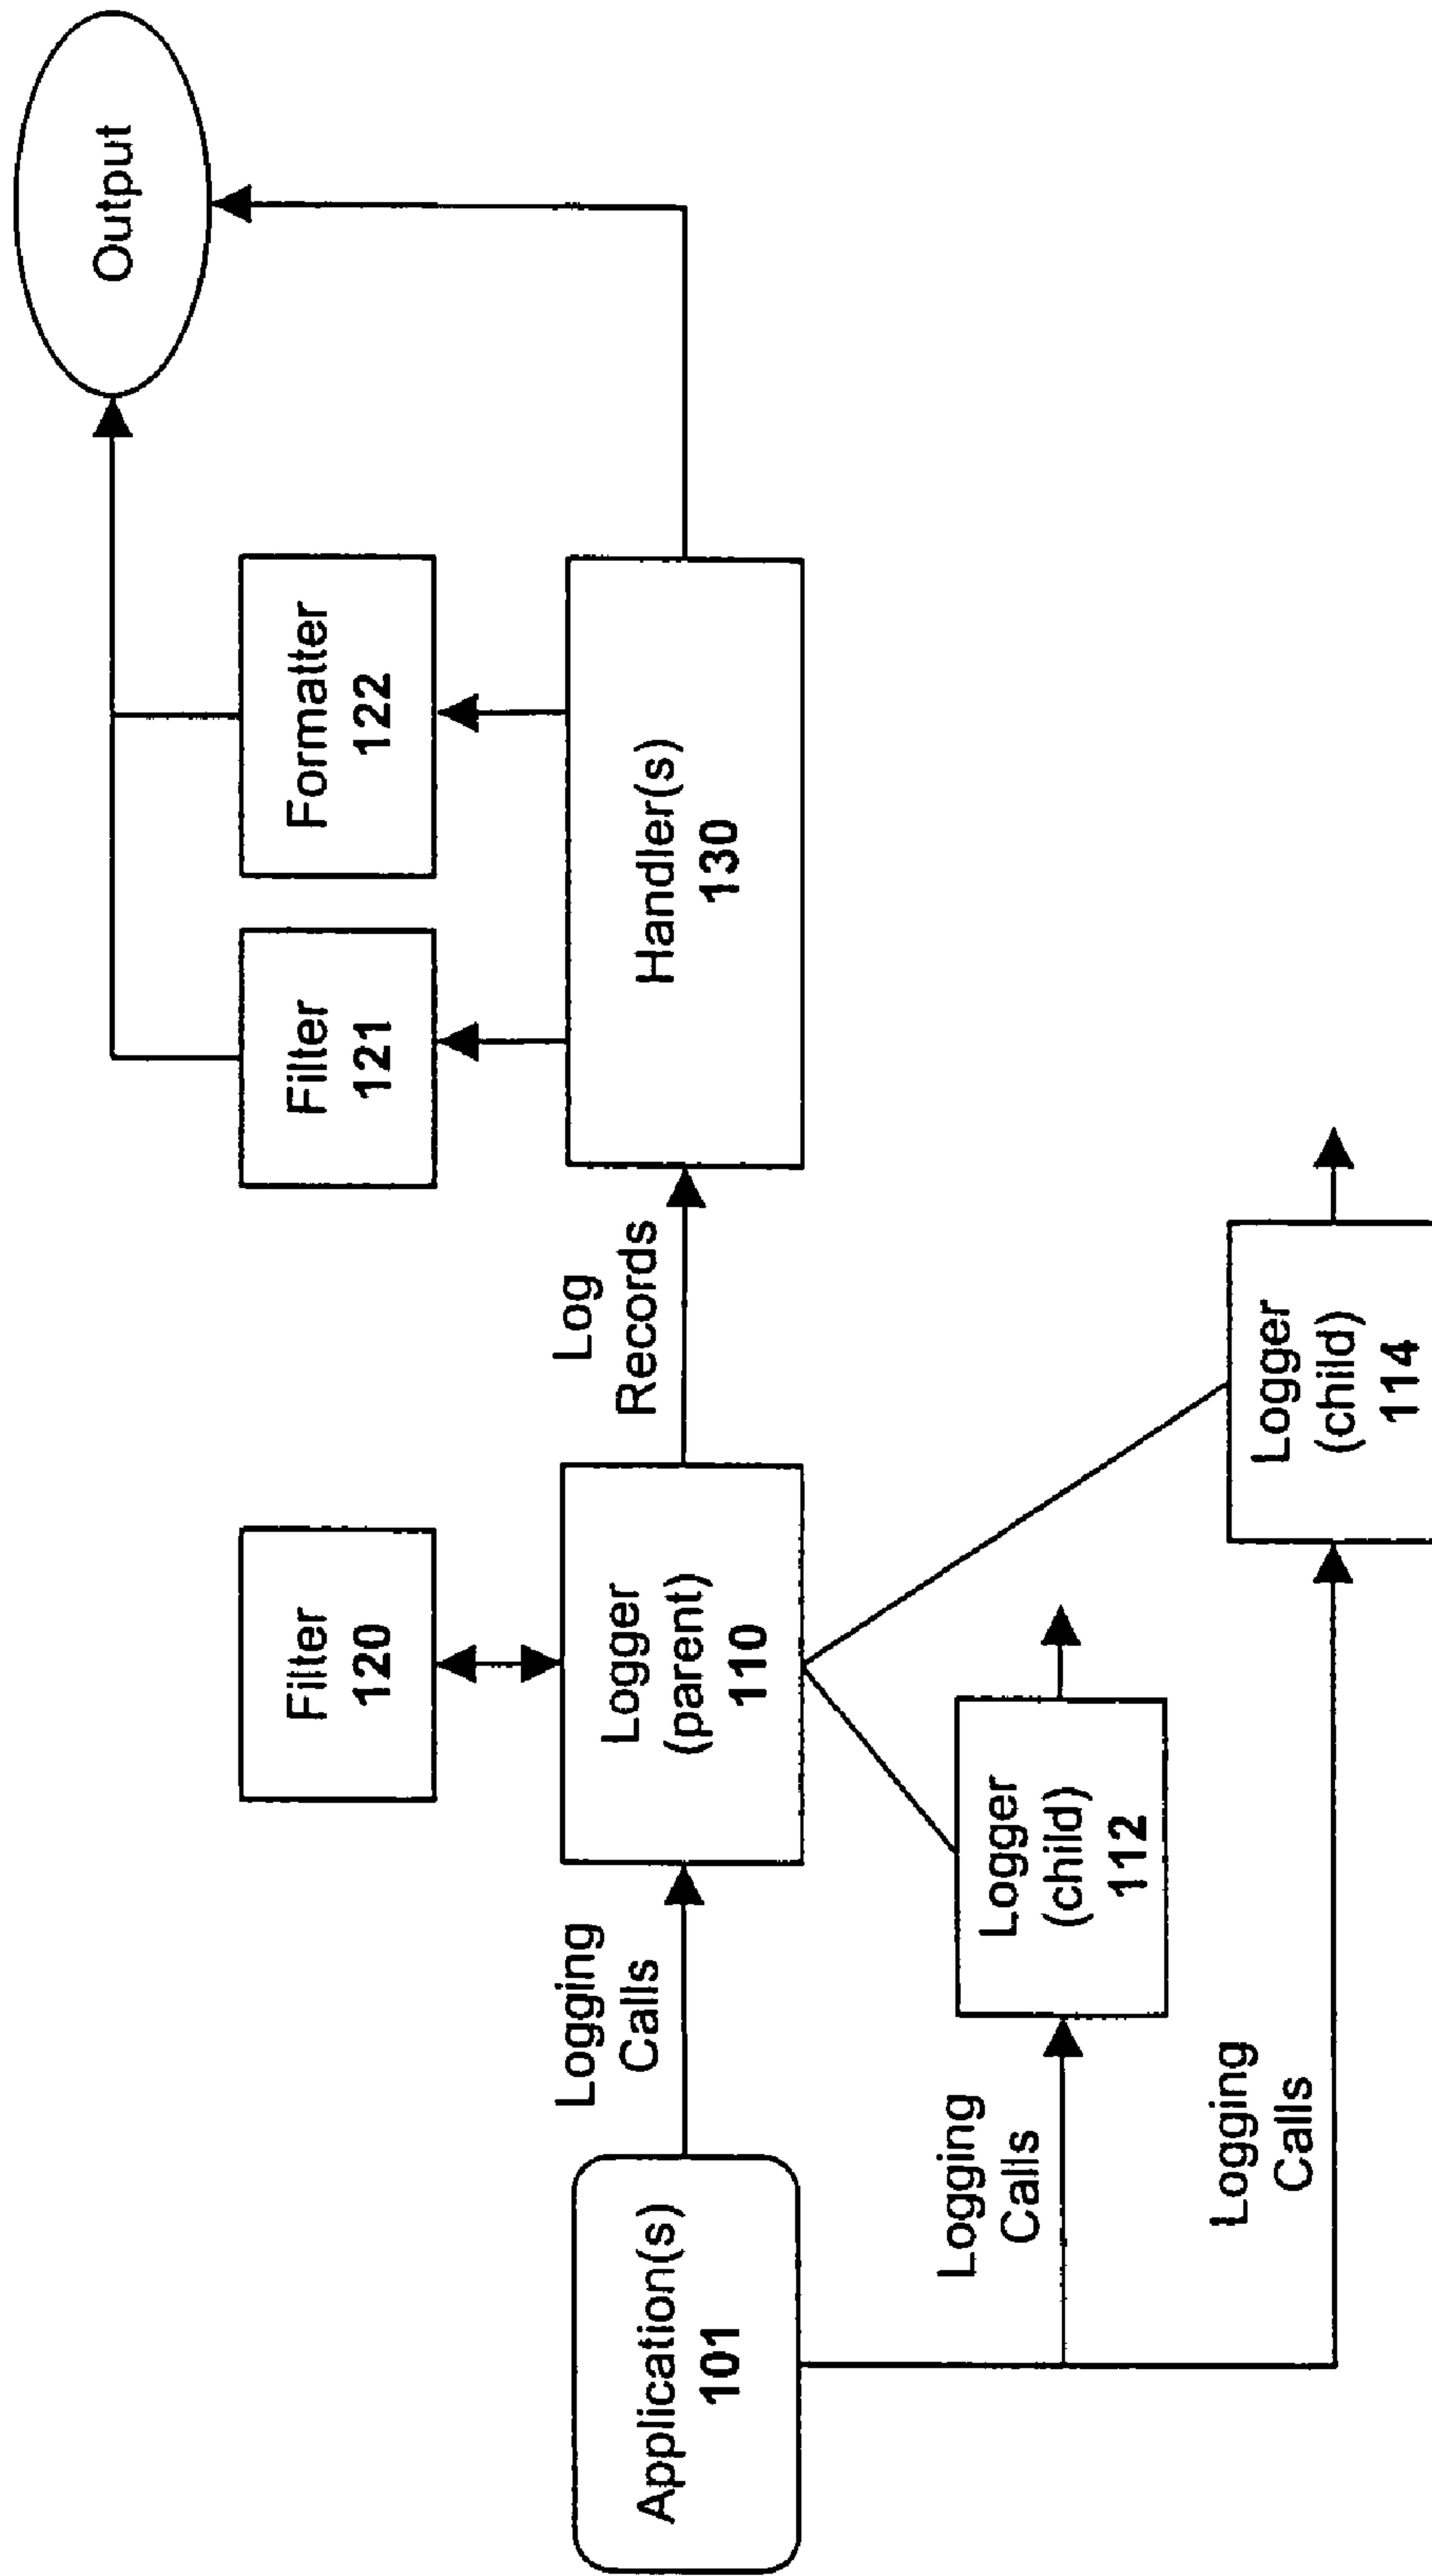 Output
Filter
120
Filter
121
Formatter
122
Application(s)
101
Logging
Calls
Logger
(parent)
110
Log
Records
Handler(s)
130
Logging
Calls
Logger
(child)
112
Logging
Calls
Logger
(child)
114